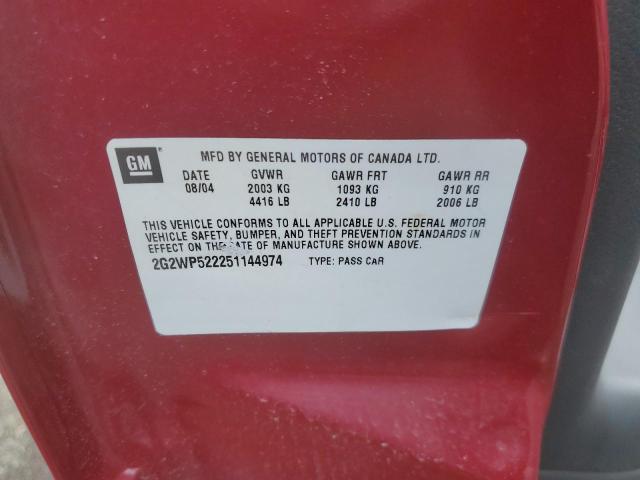 GM
MFD BY GENERAL MOTORS OF CANADA LTD.
DATE GVWR GAWR FRT GAWR RR
08/04 2003 KG 1093 KG 910 KG
4416 LB 2410 LB 2006 LB
THIS VEHICLE CONFORMS TO ALL APPLICABLE U.S. FEDERAL MOTOR
VEHICLE SAFETY, BUMPER, AND THEFT PREVENTION STANDARDS IN
EFFECT ON THE DATE OF MANUFACTURE SHOWN ABOVE.
2G2WP522251144974 TYPE: PASS CAR